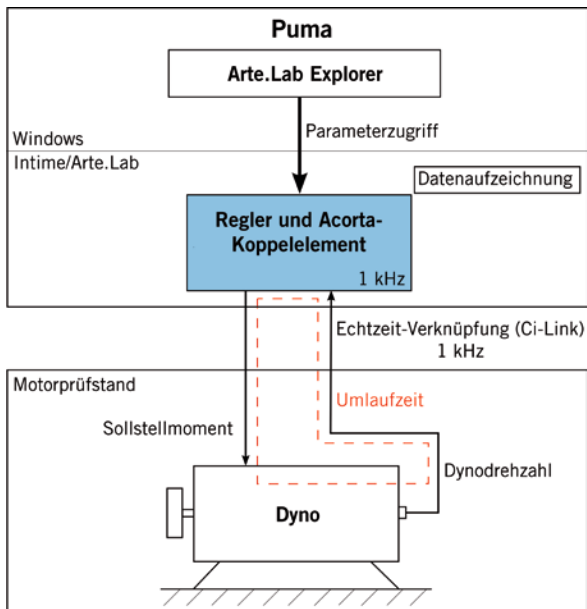 Puma
Arte.Lab Explorer
Parameterzugriff
Windows
Intime/Arte.Lab
Datenaufzeichnung
Regler und Acorta-
Koppelelement
1 kHz
Echtzeit-Verknüpfung (Ci-Link)
1 kHz
Motorprüfstand
Umlaufzeit
Sollstellmoment
Dynodrehzahl
Dyno